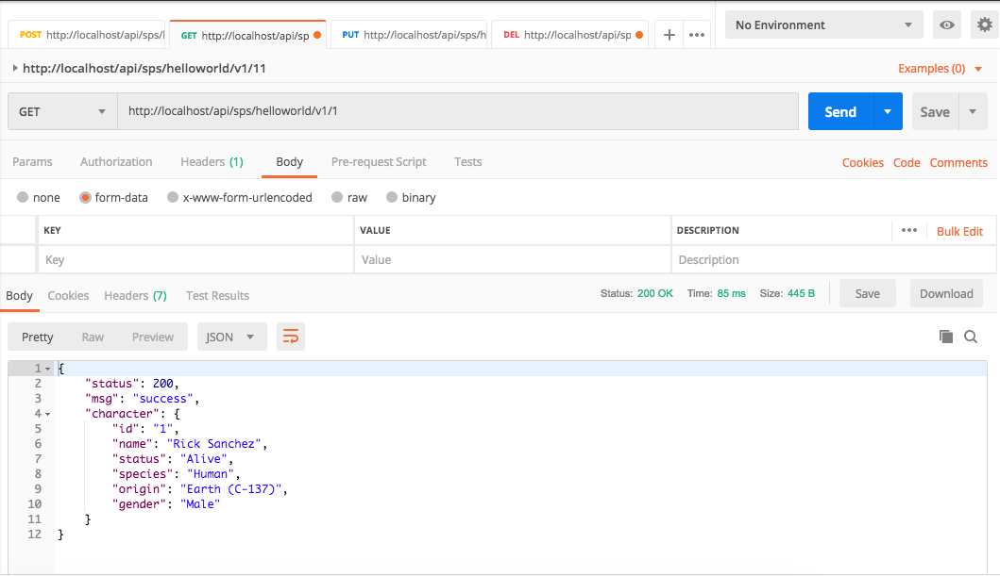 POST http://localhost/api/sps/l GET http://localhost/api/sp PUT http://localhost/api/sps/h DEL http://localhost/api/sp + ••• No Environment
http://localhost/api/sps/helloworld/v1/11 Examples (0)
GET http://localhost/api/sps/helloworld/v1/1 Send Save
Params Authorization Headers (1) Body Pre-request Script Tests Cookies Code Comments
none form-data x-www-form-urlencoded raw binary
KEY VALUE DESCRIPTION ••• Bulk Edit
Key Value Description
Body Cookies Headers (7) Test Results Status: 200 OK Time: 85 ms Size: 445 B Save Download
Pretty Raw Preview JSON
1 {
2 "status": 200,
3 "msg": "success",
4 "character": {
5 "id": "1",
6 "name": "Rick Sanchez",
7 "status": "Alive",
8 "species": "Human",
9 "origin": "Earth (C-137)",
10 "gender": "Male"
11 }
12 }